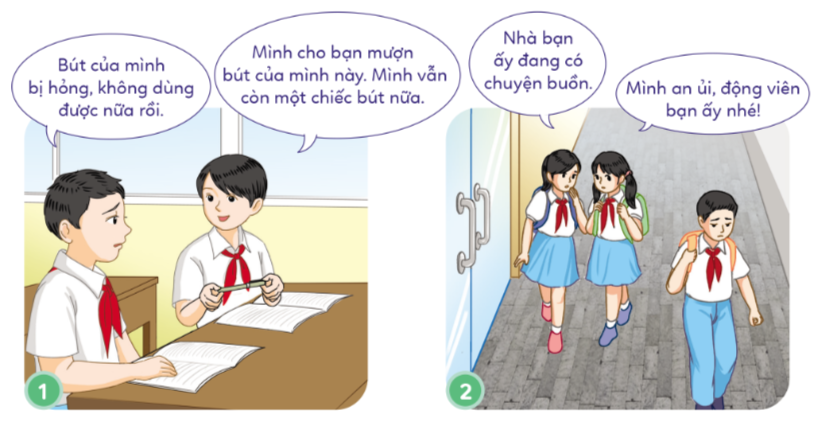 Bút của mình
bị hỏng, không dùng
được nữa rồi.
Mình cho bạn mượn
bút của mình này. Mình vẫn
còn một chiếc bút nữa.
1
Nhà bạn
ấy đang có
chuyện buồn.
Mình an ủi, động viên
bạn ấy nhé!
2